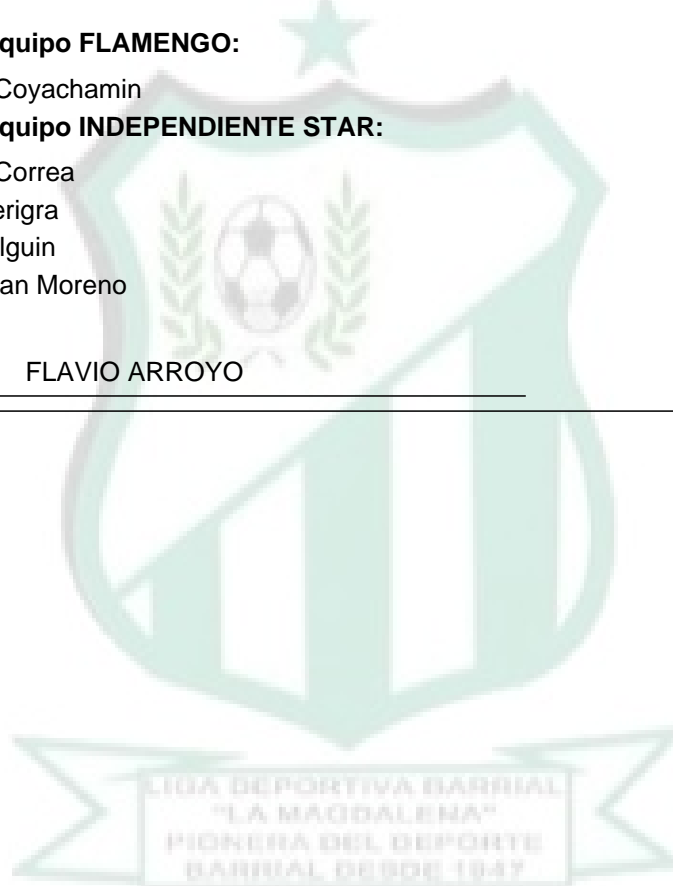 quipo FLAMENGO:
Coyachamin
quipo INDEPENDIENTE STAR:
Correa
erigra
lguin
an Moreno
FLAVIO ARROYO
LIGA DEPORTIVA BARRIAL
"LA MAGDALENA"
PIONERA DEL DEPORTE
BARRIAL DESDE 1947